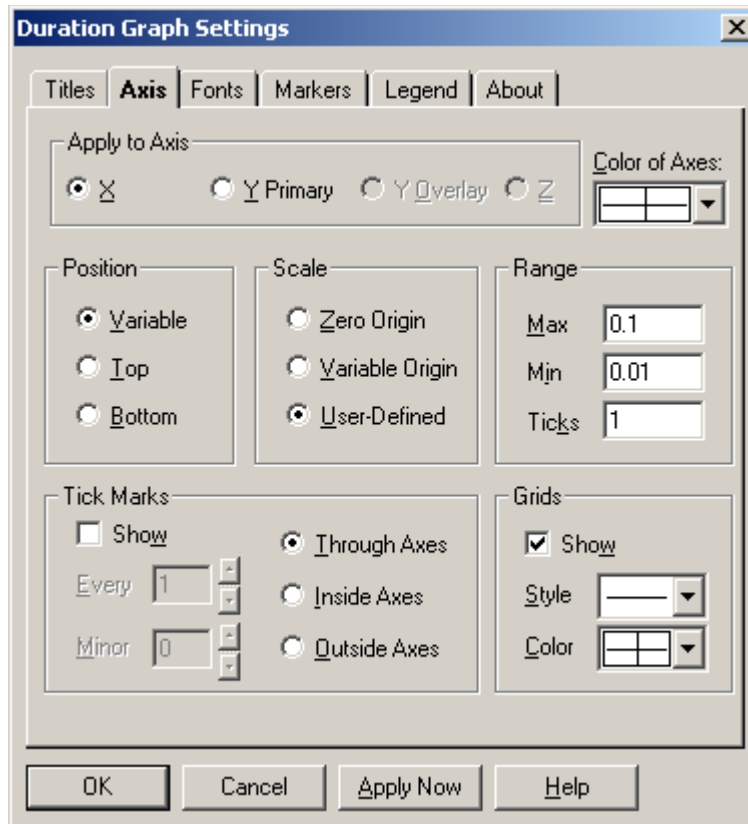 Duration Graph Settings
Titles Axis Fonts Markers Legend About
Apply to Axis
X Y Primary Y Overlay Z
Color of Axes:
Position
Variable
Top
Bottom
Scale
Zero Origin
Variable Origin
User-Defined
Range
Max 0.1
Min 0.01
Ticks 1
Tick Marks
Show
Every 1
Minor 0
Through Axes
Inside Axes
Outside Axes
Grids
Show
Style
Color
OK Cancel Apply Now Help